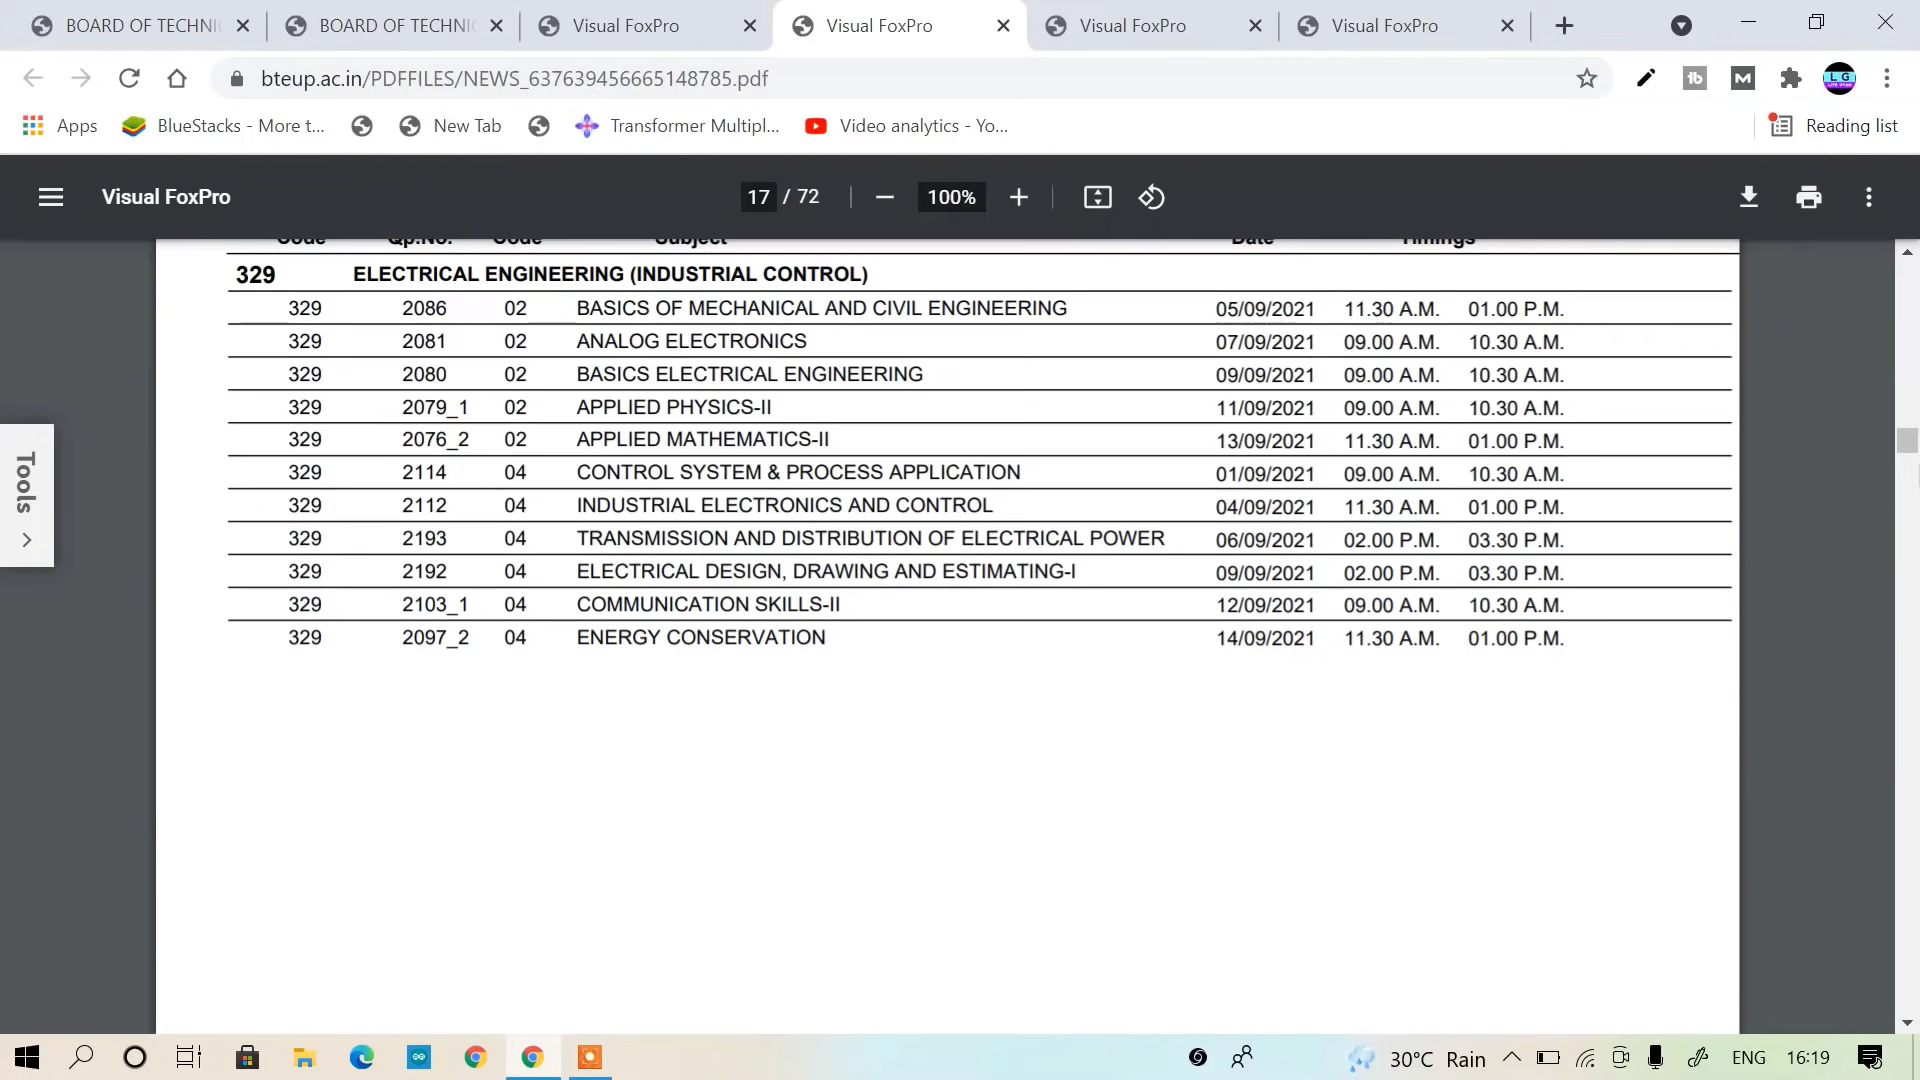 BOARD OF TECHNI
BOARD OF TECHNI
Visual FoxPro
Visual FoxPro
Visual FoxPro
Visual FoxPro
bteup.ac.in/PDFFILES/NEWS_637639456665148785.pdf
LG
Apps
BlueStacks - More t...
New Tab
Transformer Multipl...
Video analytics - Yo...
Reading list
Visual FoxPro
17 / 72
100%
Code Qp.No. Code Subject Date Timings
329 ELECTRICAL ENGINEERING (INDUSTRIAL CONTROL)
329 2086 02 BASICS OF MECHANICAL AND CIVIL ENGINEERING 05/09/2021 11.30 A.M. 01.00 P.M.
329 2081 02 ANALOG ELECTRONICS 07/09/2021 09.00 A.M. 10.30 A.M.
329 2080 02 BASICS ELECTRICAL ENGINEERING 09/09/2021 09.00 A.M. 10.30 A.M.
329 2079_1 02 APPLIED PHYSICS-II 11/09/2021 09.00 A.M. 10.30 A.M.
329 2076_2 02 APPLIED MATHEMATICS-II 13/09/2021 11.30 A.M. 01.00 P.M.
329 2114 04 CONTROL SYSTEM & PROCESS APPLICATION 01/09/2021 09.00 A.M. 10.30 A.M.
329 2112 04 INDUSTRIAL ELECTRONICS AND CONTROL 04/09/2021 11.30 A.M. 01.00 P.M.
329 2193 04 TRANSMISSION AND DISTRIBUTION OF ELECTRICAL POWER 06/09/2021 02.00 P.M. 03.30 P.M.
329 2192 04 ELECTRICAL DESIGN, DRAWING AND ESTIMATING-I 09/09/2021 02.00 P.M. 03.30 P.M.
329 2103_1 04 COMMUNICATION SKILLS-II 12/09/2021 09.00 A.M. 10.30 A.M.
329 2097_2 04 ENERGY CONSERVATION 14/09/2021 11.30 A.M. 01.00 P.M.
Tools
30°C Rain
ENG
16:19